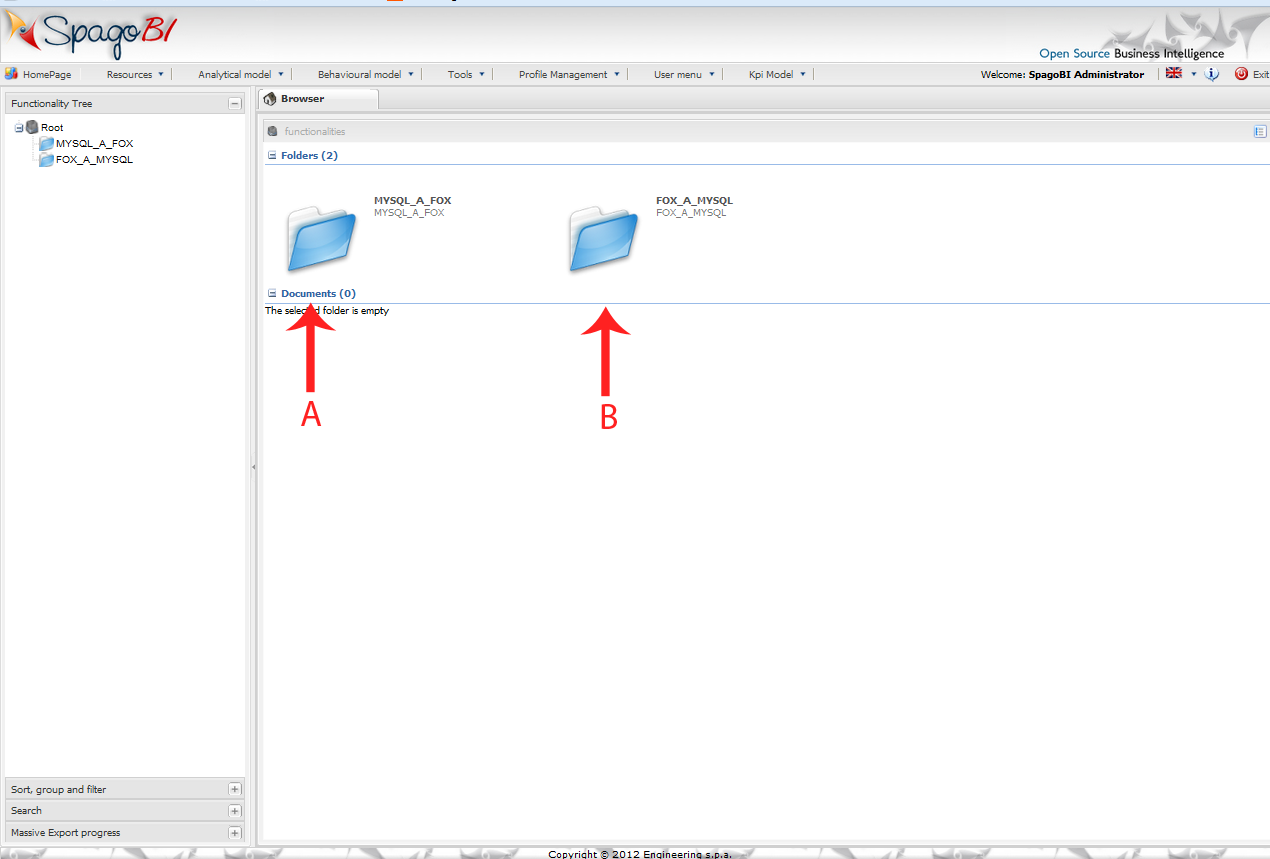 SpagoBI
Open Source Business Intelligence
HomePage Resources Analytical model Behavioural model Tools Profile Management User menu Kpi Model Welcome: SpagoBI Administrator Exit
Functionality Tree
Root
MYSQL_A_FOX
FOX_A_MYSQL
Browser
functionalities
Folders (2)
MYSQL_A_FOX
MYSQL_A_FOX
FOX_A_MYSQL
FOX_A_MYSQL
Documents (0)
The selected folder is empty
A
B
Sort, group and filter
Search
Massive Export progress
Copyright © 2012 Engineering s.p.a.